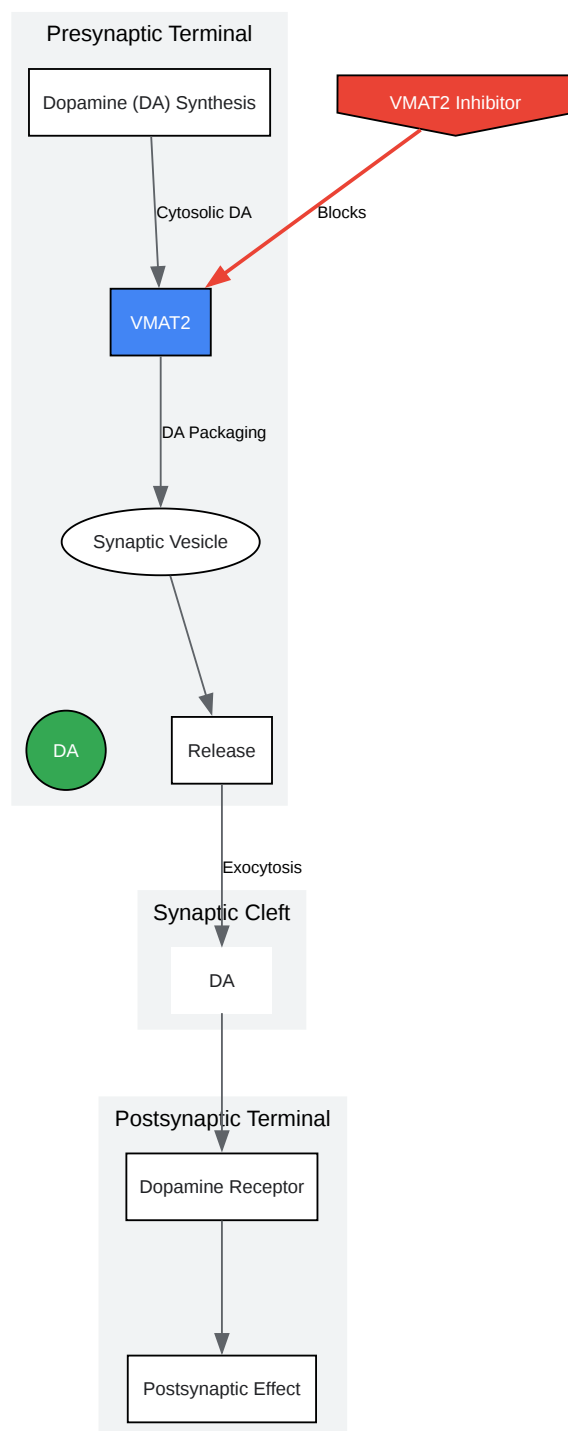 Presynaptic Terminal
Dopamine (DA) Synthesis
VMAT2 Inhibitor
Cytosolic DA
Blocks
VMAT2
DA Packaging
Synaptic Vesicle
DA
Release
Exocytosis
Synaptic Cleft
DA
Postsynaptic Terminal
Dopamine Receptor
Postsynaptic Effect